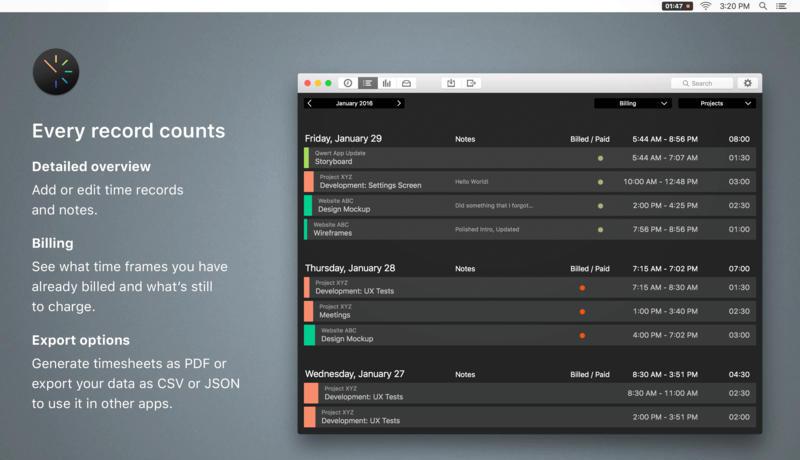 01:47
3:20 PM
Every record counts
Detailed overview
Add or edit time records
and notes.
Billing
See what time frames you have
already billed and what's still
to charge.
Export options
Generate timesheets as PDF or
export your data as CSV or JSON
to use it in other apps.
Search
January 2016
Billing
Projects
Friday, January 29 Notes Billed / Paid 5:44 AM - 8:56 PM 08:00
Qwert App Update
Storyboard 5:44 AM - 7:07 AM 01:30
Project XYZ
Development: Settings Screen Hello World! 10:00 AM - 12:48 PM 03:00
Website ABC
Design Mockup Did something that I forgot... 2:00 PM - 4:25 PM 02:30
Website ABC
Wireframes Polished Intro, Updated 7:56 PM - 8:56 PM 01:00
Thursday, January 28 Notes Billed / Paid 7:15 AM - 7:02 PM 07:00
Project XYZ
Development: UX Tests 7:15 AM - 8:30 AM 01:30
Project XYZ
Meetings 1:00 PM - 3:40 PM 02:30
Website ABC
Design Mockup 4:00 PM - 7:02 PM 03:00
Wednesday, January 27 Notes Billed / Paid 8:30 AM - 3:51 PM 04:30
Project XYZ
Development: UX Tests 8:30 AM - 11:00 AM 02:30
Project XYZ
Development: UX Tests 2:00 PM - 3:51 PM 02:00